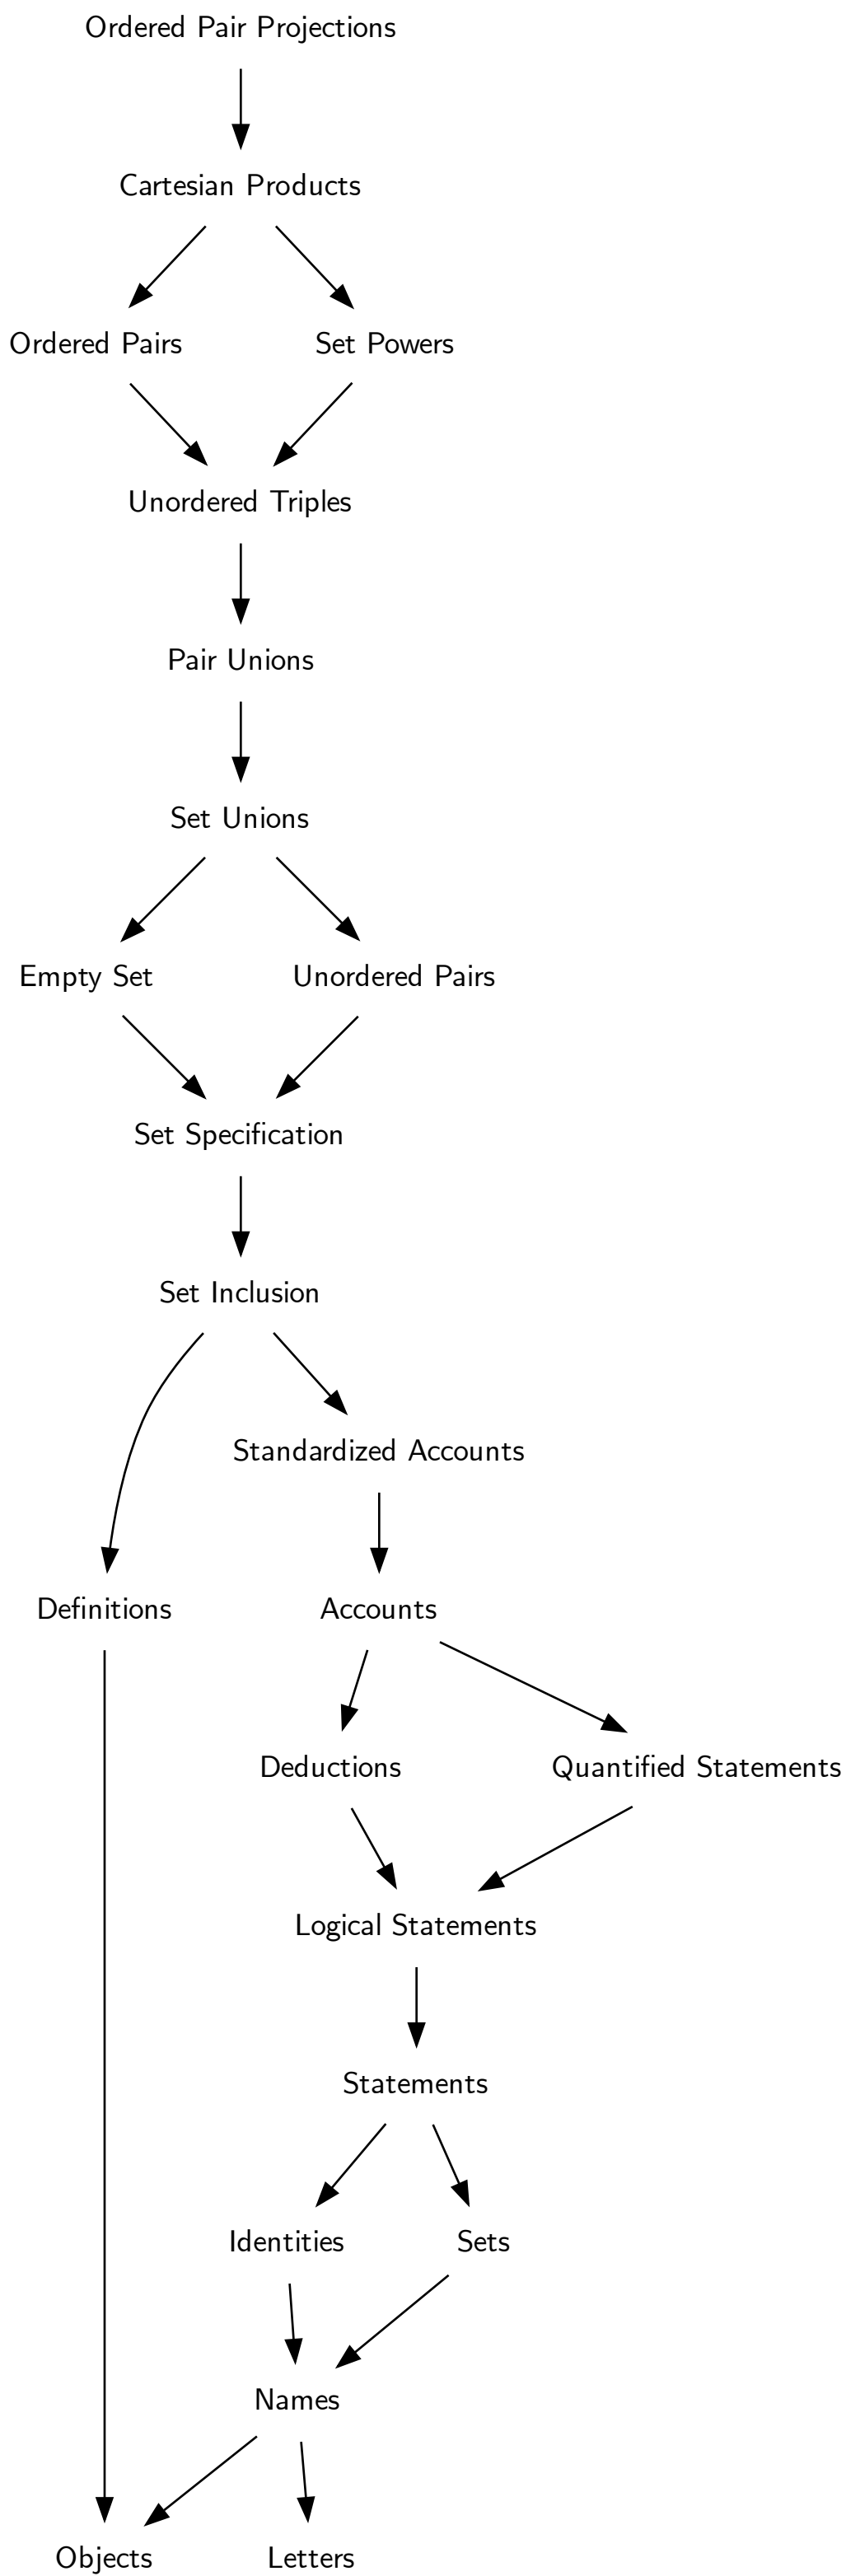 Ordered Pair Projections
Cartesian Products
Ordered Pairs
Set Powers
Unordered Triples
Pair Unions
Set Unions
Empty Set
Unordered Pairs
Set Specification
Set Inclusion
Standardized Accounts
Definitions
Accounts
Deductions
Quantified Statements
Logical Statements
Statements
Identities
Sets
Names
Objects
Letters